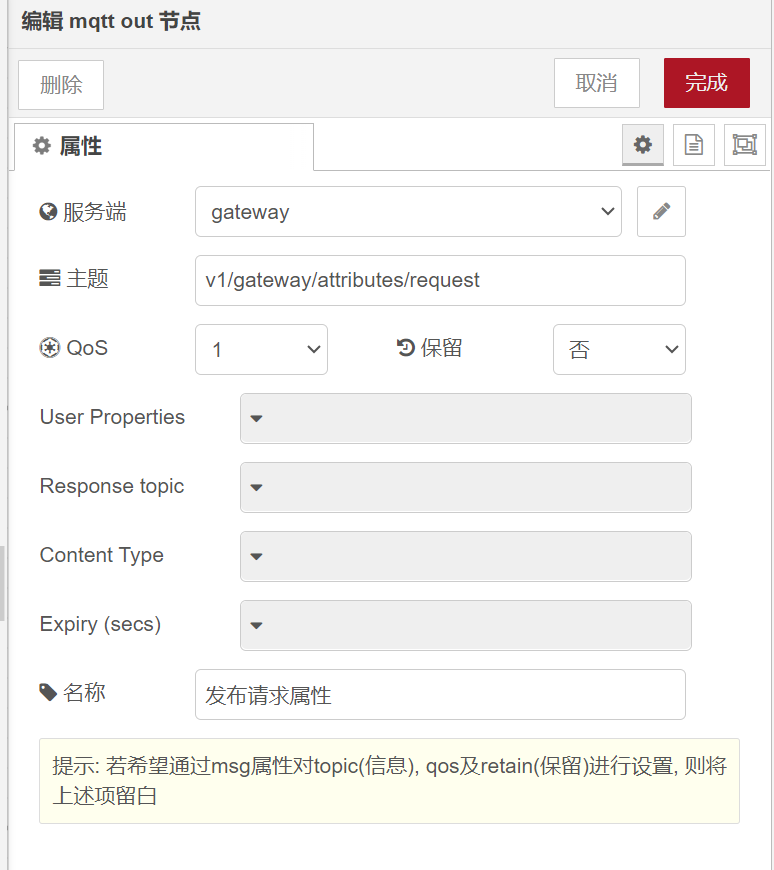 编辑 mqtt out 节点
删除 取消 完成
属性
服务端 gateway
主题 v1/gateway/attributes/request
QoS 1 保留 否
User Properties
Response topic
Content Type
Expiry (secs)
名称 发布请求属性
提示: 若希望通过msg属性对topic(信息), qos及retain(保留)进行设置, 则将
上述项留白